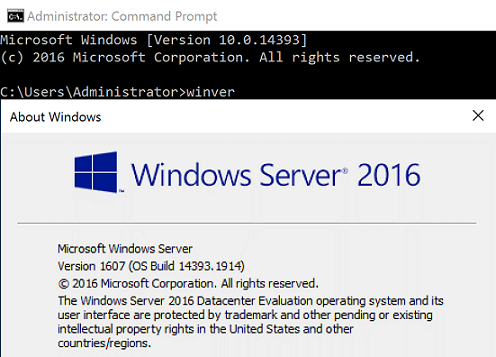 Administrator: Command Prompt
Microsoft Windows [Version 10.0.14393]
(c) 2016 Microsoft Corporation. All rights reserved.
C:\Users\Administrator>winver
About Windows
Windows Server® 2016
Microsoft Windows Server
Version 1607 (OS Build 14393.1914)
© 2016 Microsoft Corporation. All rights reserved.
The Windows Server 2016 Datacenter Evaluation operating system and its
user interface are protected by trademark and other pending or existing
intellectual property rights in the United States and other
countries/regions.